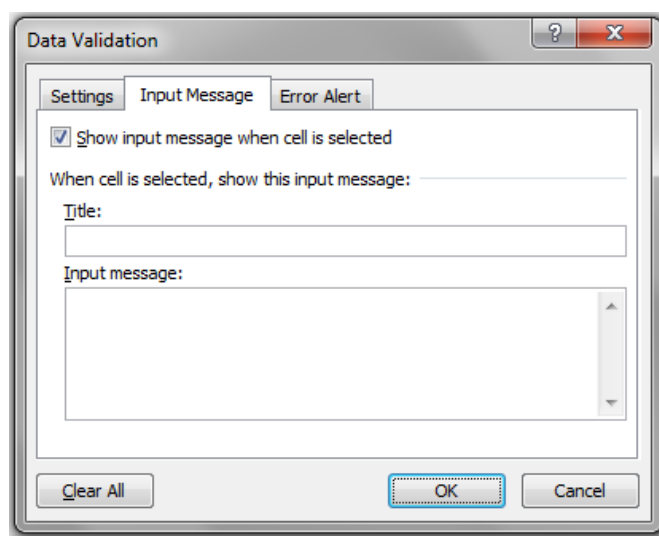 Data Validation
Settings Input Message Error Alert
Show input message when cell is selected
When cell is selected, show this input message:
Title:
Input message:
Clear All OK Cancel